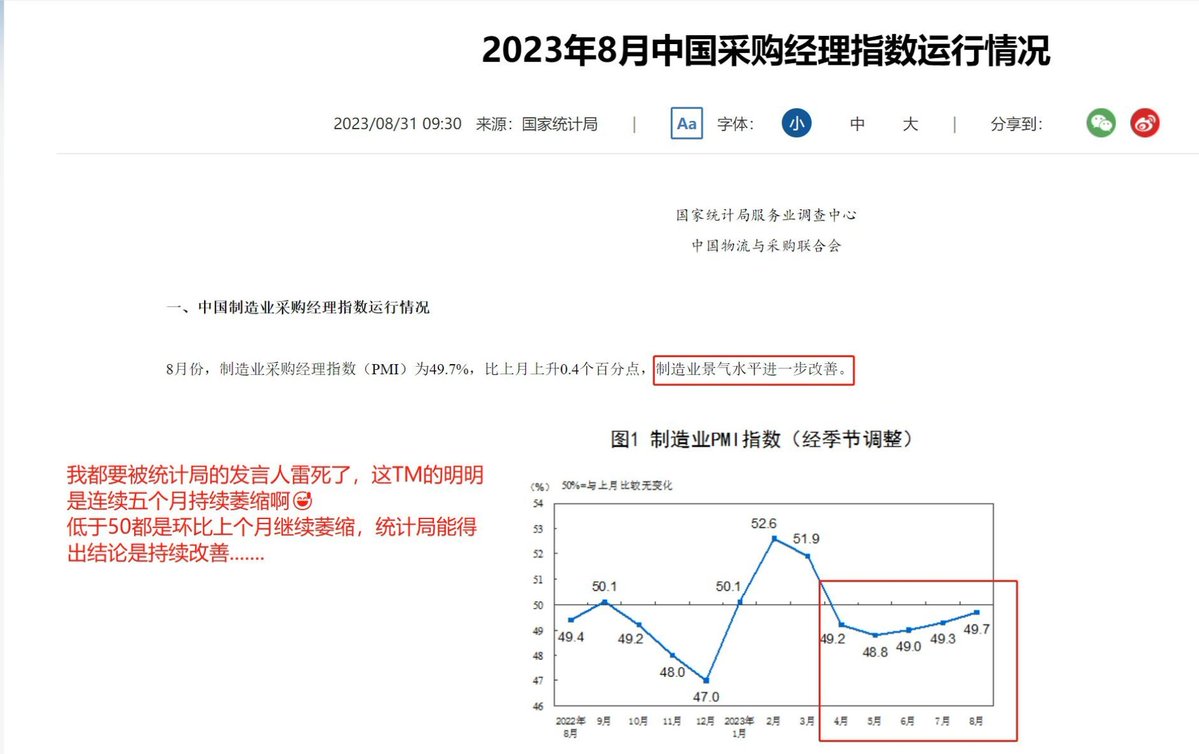 2023年8月中国采购经理指数运行情况
2023/08/31 09:30 来源：国家统计局 | Aa 字体： 小 中 大 | 分享到：
国家统计局服务业调查中心
中国物流与采购联合会
一、中国制造业采购经理指数运行情况
8月份，制造业采购经理指数（PMI）为49.7%，比上月上升0.4个百分点，制造业景气水平进一步改善。
图1 制造业PMI指数（经季节调整）
我都要被统计局的发言人雷死了，这TM的明明
是连续五个月持续萎缩啊🤣
低于50都是环比上个月继续萎缩，统计局能得
出结论是持续改善.......
（%） 50%=与上月比较无变化
54
53
52
51
50
49
48
47
46
49.4
50.1
49.2
48.0
47.0
50.1
52.6
51.9
49.2
48.8
49.0
49.3
49.7
2022年 9月 10月 11月 12月 2023年 2月 3月 4月 5月 6月 7月 8月
8月 1月